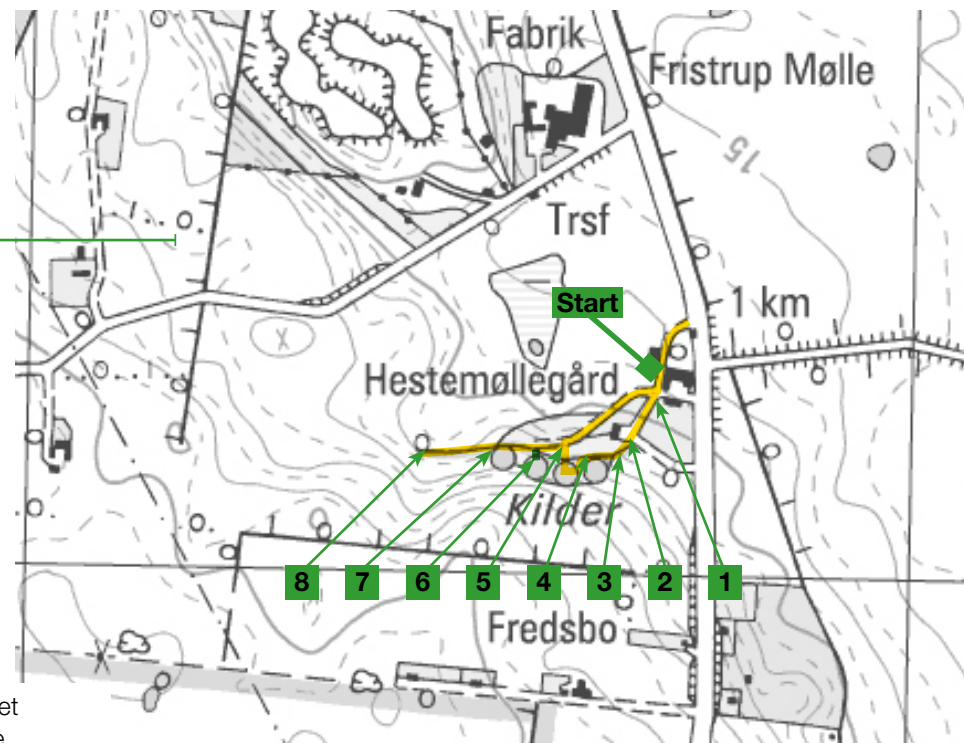 Fabrik
Fristrup Mølle
15
Trsf
Start
1 km
Hestemøllegård
Kilder
8 7 6 5 4 3 2 1
Fredsbo
et
e